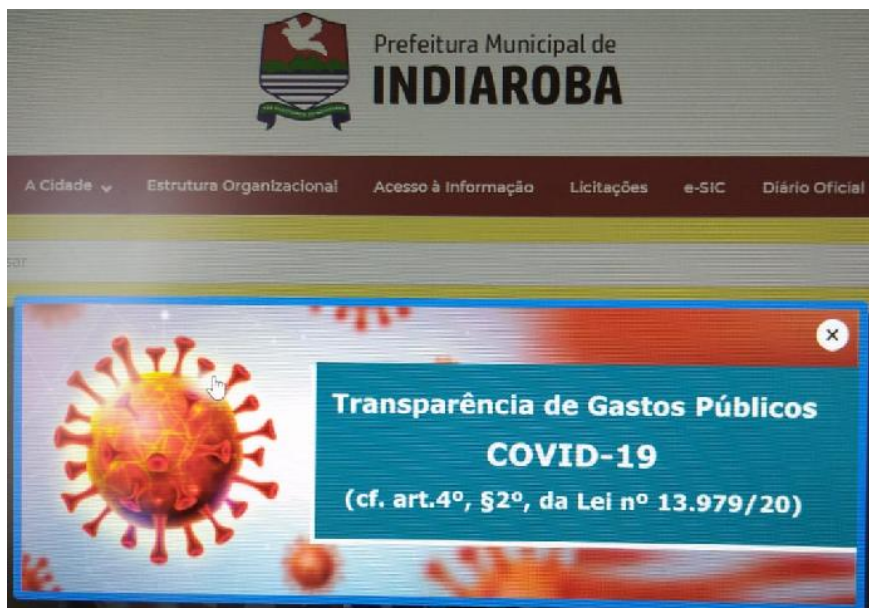 Prefeitura Municipal de
INDIAROBA
A Cidade
Estrutura Organizacional
Acesso à Informação
Licitações
e-SIC
Diário Oficial
Transparência de Gastos Públicos
COVID-19
(cf. art.4º, §2º, da Lei nº 13.979/20)